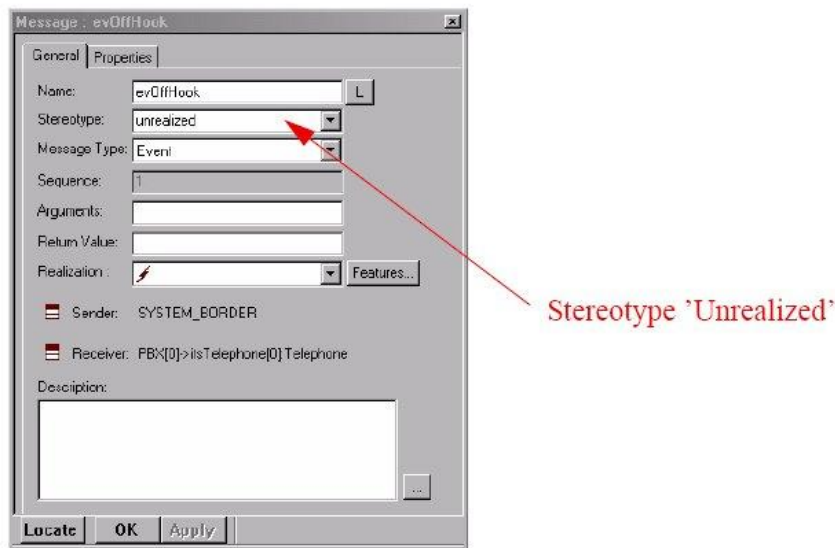 Message : evOffHook
General Properties
Name: evOffHook L
Stereotype: unrealized
Message Type: Event
Sequence: 1
Arguments:
Return Value:
Realization : Features...
Sender: SYSTEM_BORDER
Stereotype 'Unrealized'
Receiver: PBX[0]->itsTelephone[0]:Telephone
Description:
...
Locate OK Apply